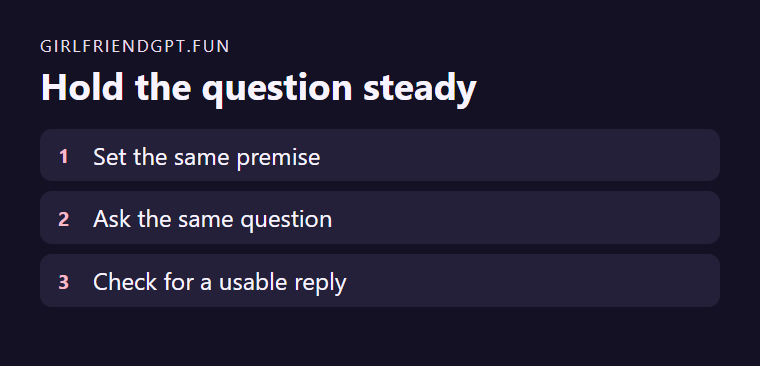 GIRLFRIENDGPT.FUN
Hold the question steady
1 Set the same premise
2 Ask the same question
3 Check for a usable reply